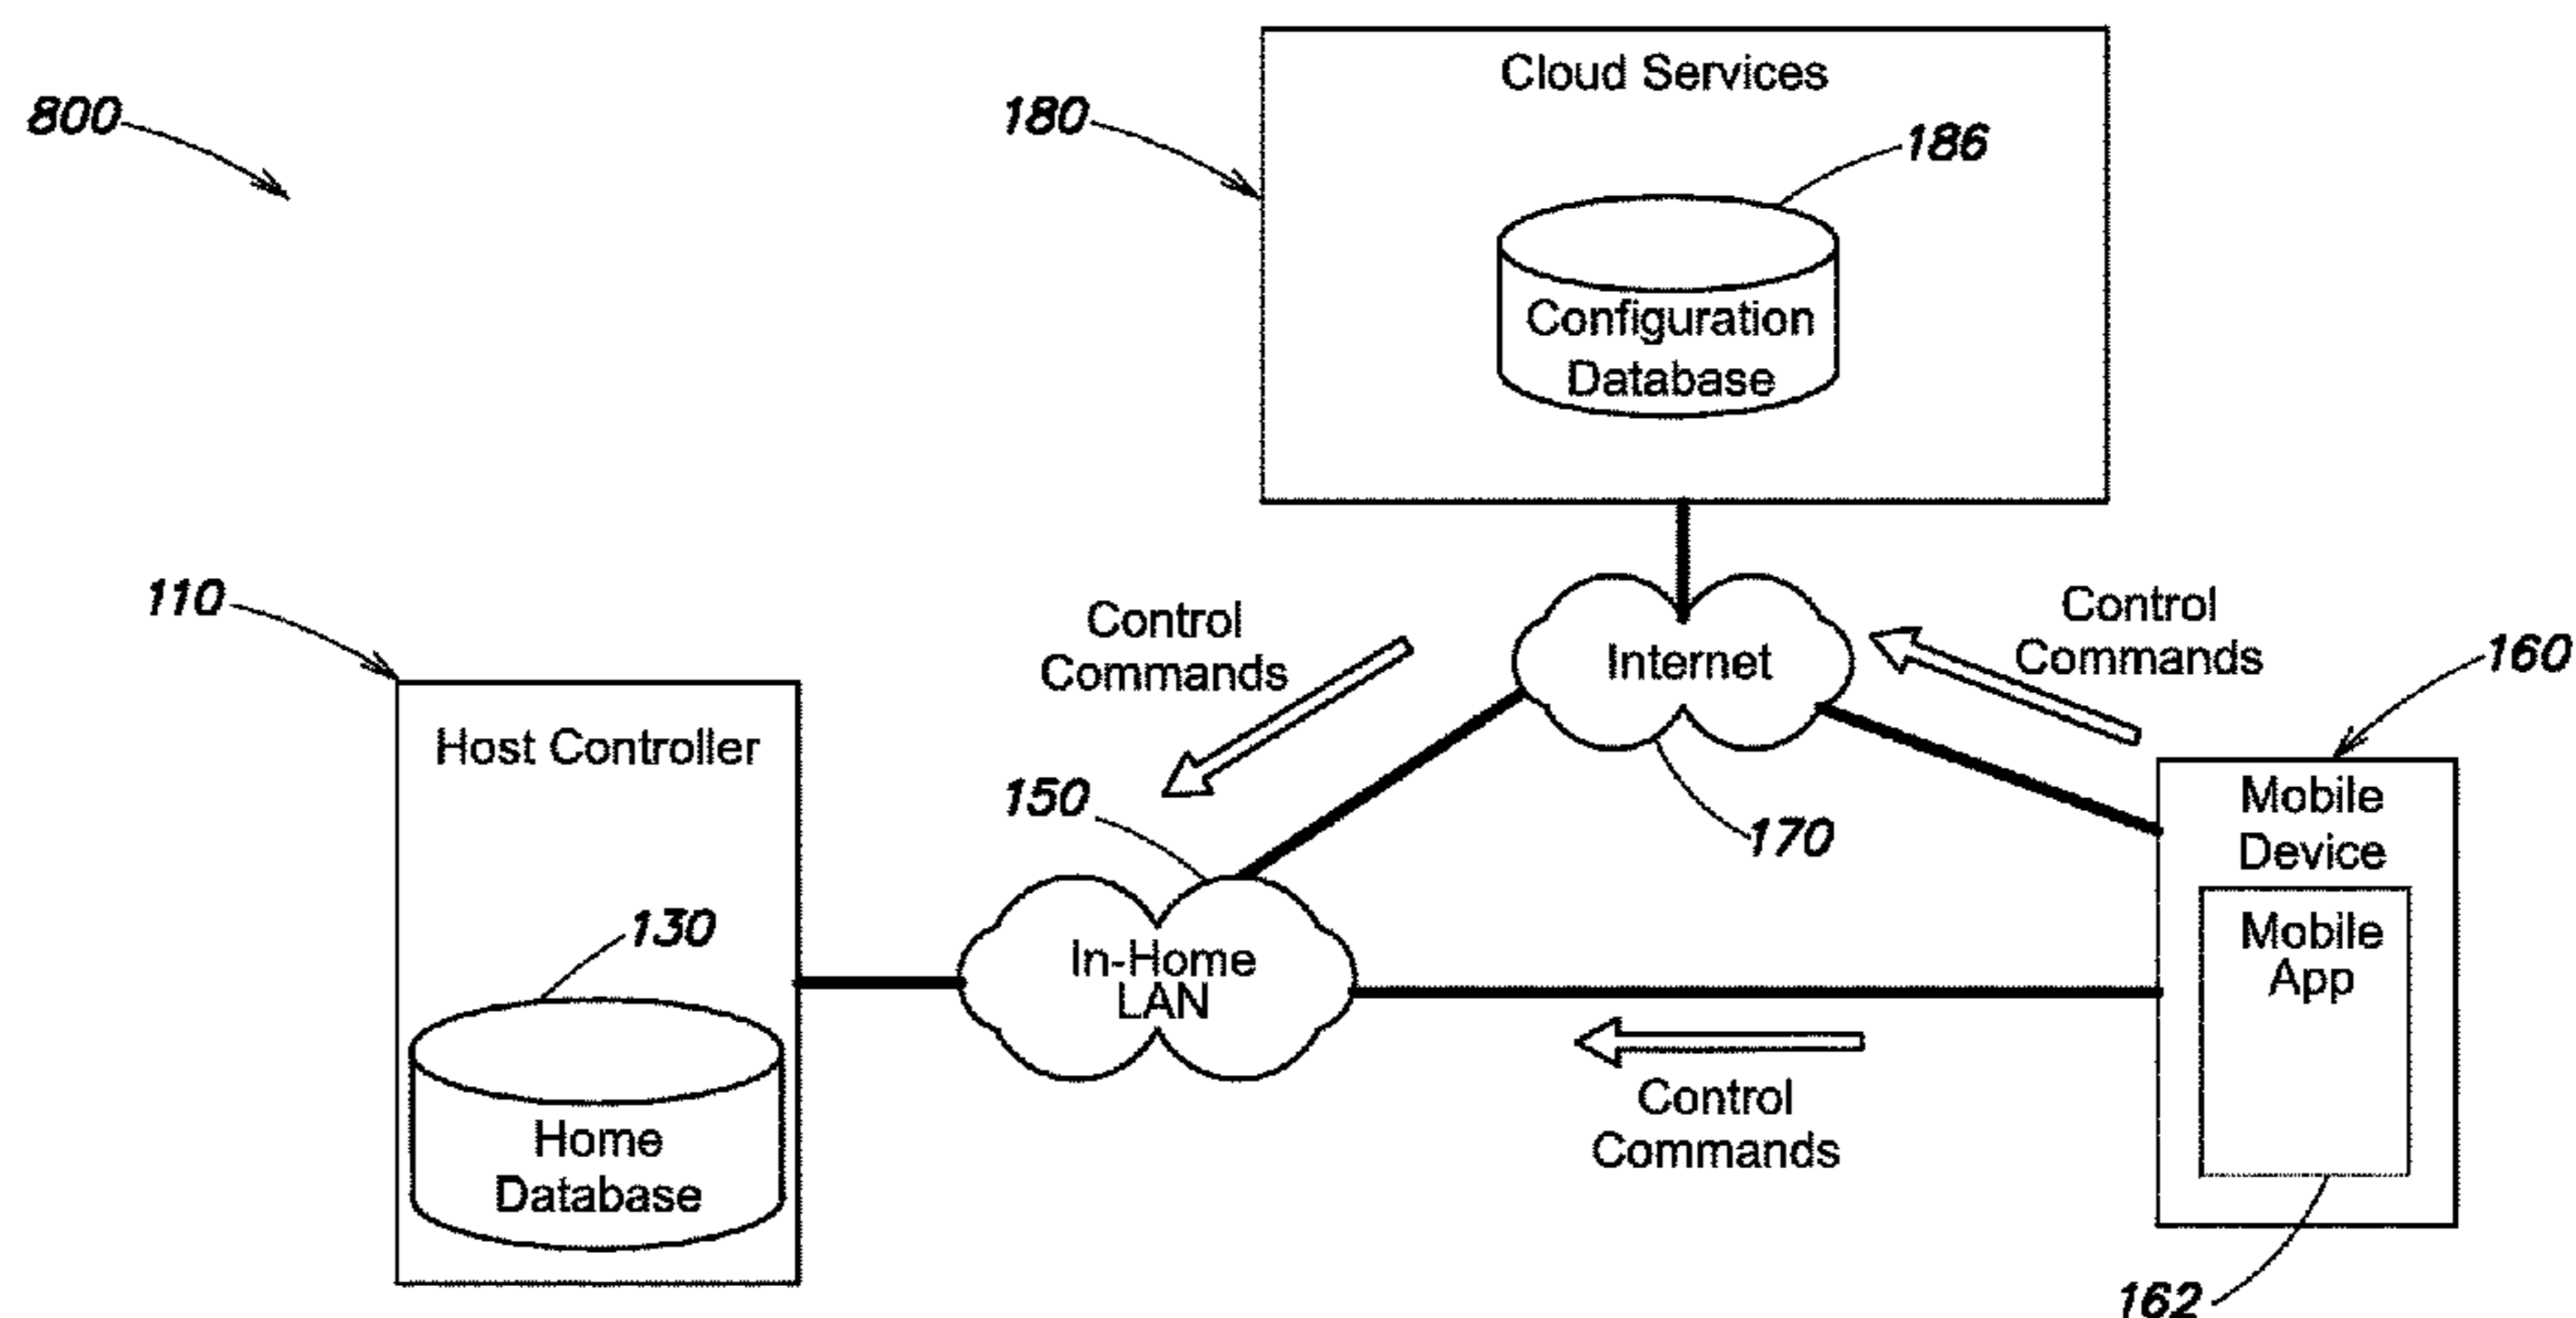 800
180
Cloud Services
186
Configuration
Database
110
Control
Commands
Internet
Control
Commands
160
Host Controller
150
170
Mobile
Device
130
In-Home
LAN
Mobile
App
Control
Commands
Home
Database
162